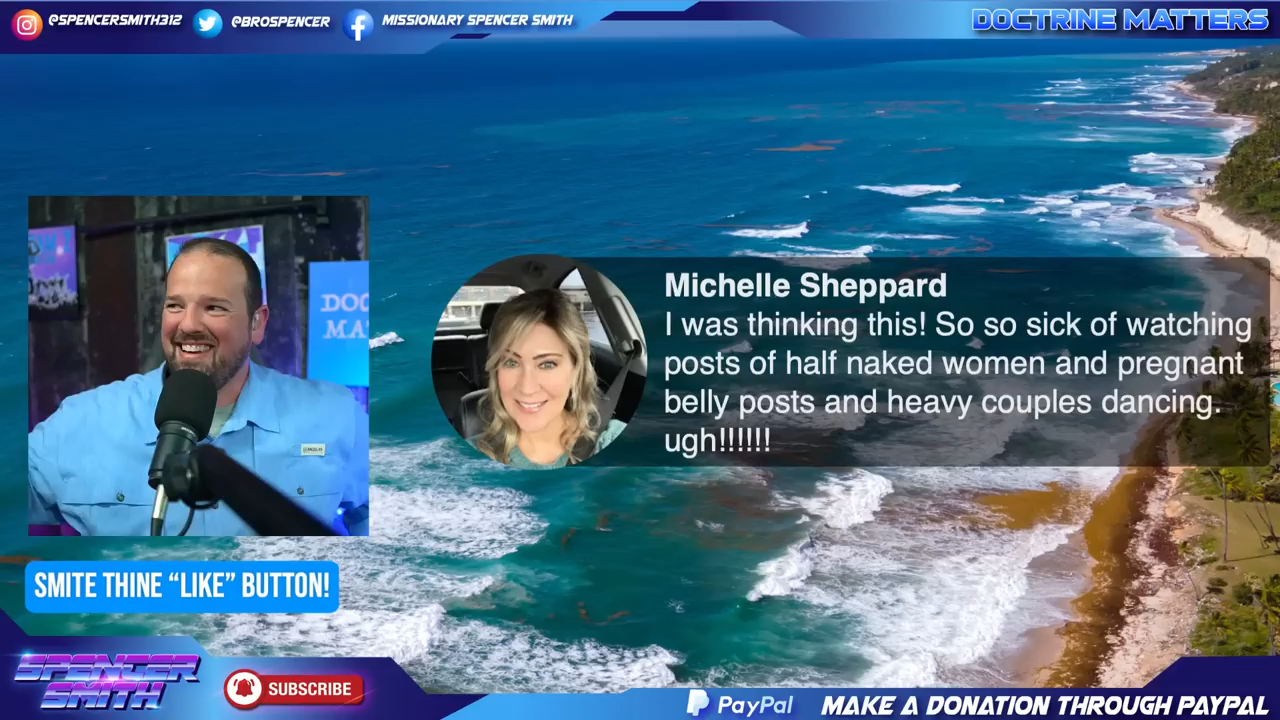 @SPENCERSMITH312 @BROSPENCER MISSIONARY SPENCER SMITH
DOCTRINE MATTERS
DOC
MA
Michelle Sheppard
I was thinking this! So so sick of watching
posts of half naked women and pregnant
belly posts and heavy couples dancing.
ugh!!!!!!
SMITE THINE “LIKE” BUTTON!
SPENCER
SMITH
SUBSCRIBE
PayPal MAKE A DONATION THROUGH PAYPAL